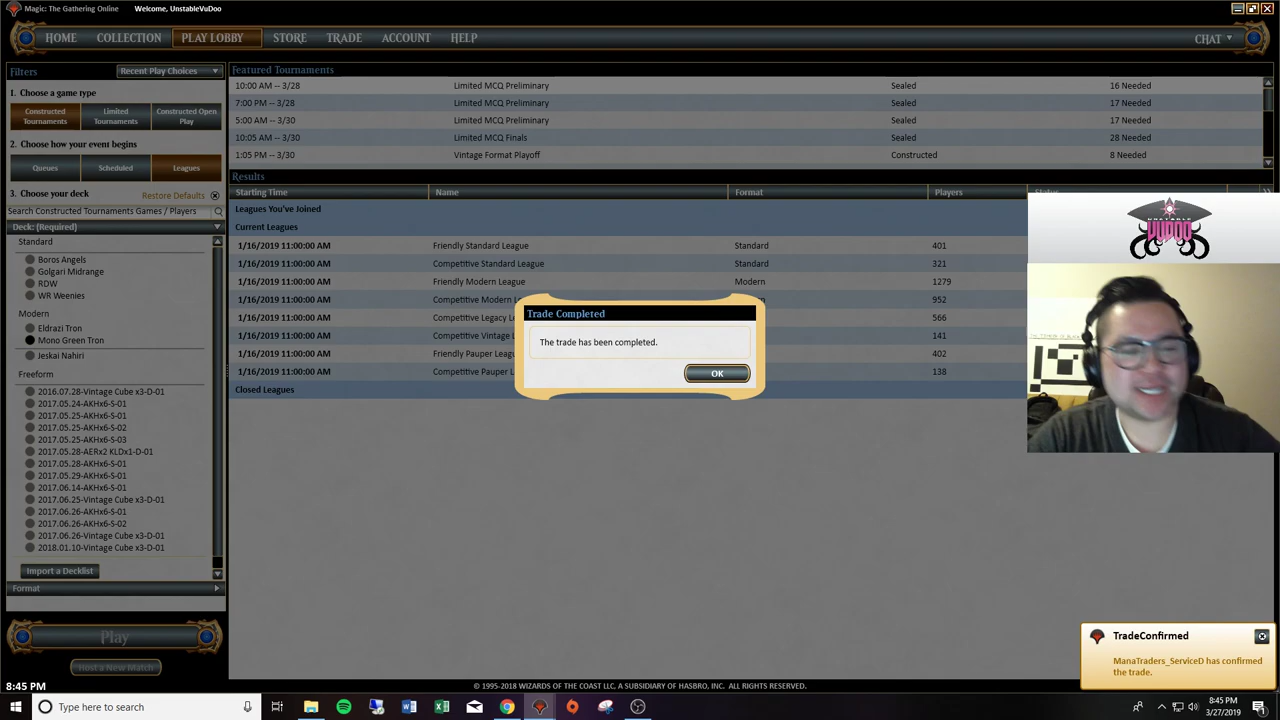 Magic: The Gathering Online
Welcome, UnstableVuDoo
HOME
COLLECTION
PLAY LOBBY
STORE
TRADE
ACCOUNT
HELP
CHAT
Filters
Recent Play Choices
1. Choose a game type
Constructed Tournaments
Limited Tournaments
Constructed Open Play
2. Choose how your event begins
Queues
Scheduled
Leagues
3. Choose your deck
Restore Defaults
Search Constructed Tournaments Games / Players
Deck: (Required)
Standard
Boros Angels
Golgari Midrange
RDW
WR Weenies
Modern
Eldrazi Tron
Mono Green Tron
Jeskai Nahiri
Freeform
2016.07.28-Vintage Cube x3-D-01
2017.05.24-AKHx6-S-01
2017.05.25-AKHx6-S-01
2017.05.25-AKHx6-S-02
2017.05.25-AKHx6-S-03
2017.05.28-AERx2 KLDx1-D-01
2017.05.28-AKHx6-S-01
2017.05.29-AKHx6-S-01
2017.06.14-AKHx6-S-01
2017.06.25-Vintage Cube x3-D-01
2017.06.26-AKHx6-S-01
2017.06.26-AKHx6-S-02
2017.06.26-Vintage Cube x3-D-01
2018.01.10-Vintage Cube x3-D-01
Import a Decklist
Format
Play
Host a New Match
8:45 PM
Featured Tournaments
10:00 AM -- 3/28 Limited MCQ Preliminary Sealed 16 Needed
7:00 PM -- 3/28 Limited MCQ Preliminary Sealed 17 Needed
5:00 AM -- 3/30 Limited MCQ Preliminary Sealed 17 Needed
10:05 AM -- 3/30 Limited MCQ Finals Sealed 28 Needed
1:05 PM -- 3/30 Vintage Format Playoff Constructed 8 Needed
Results
Starting Time Name Format Players Status
Leagues You've Joined
Current Leagues
1/16/2019 11:00:00 AM Friendly Standard League Standard 401
1/16/2019 11:00:00 AM Competitive Standard League Standard 321
1/16/2019 11:00:00 AM Friendly Modern League Modern 1279
1/16/2019 11:00:00 AM Competitive Modern 952
1/16/2019 11:00:00 AM Competitive Legacy 566
1/16/2019 11:00:00 AM Competitive Vintage 141
1/16/2019 11:00:00 AM Friendly Pauper 402
1/16/2019 11:00:00 AM Competitive Pauper 138
Closed Leagues
Trade Completed
The trade has been completed.
OK
UNSTABLE
VUDOO
TradeConfirmed
ManaTraders_ServiceD has confirmed
the trade.
© 1995-2018 WIZARDS OF THE COAST LLC, A SUBSIDIARY OF HASBRO, INC. ALL RIGHTS RESERVED.
Type here to search
8:45 PM
3/27/2019